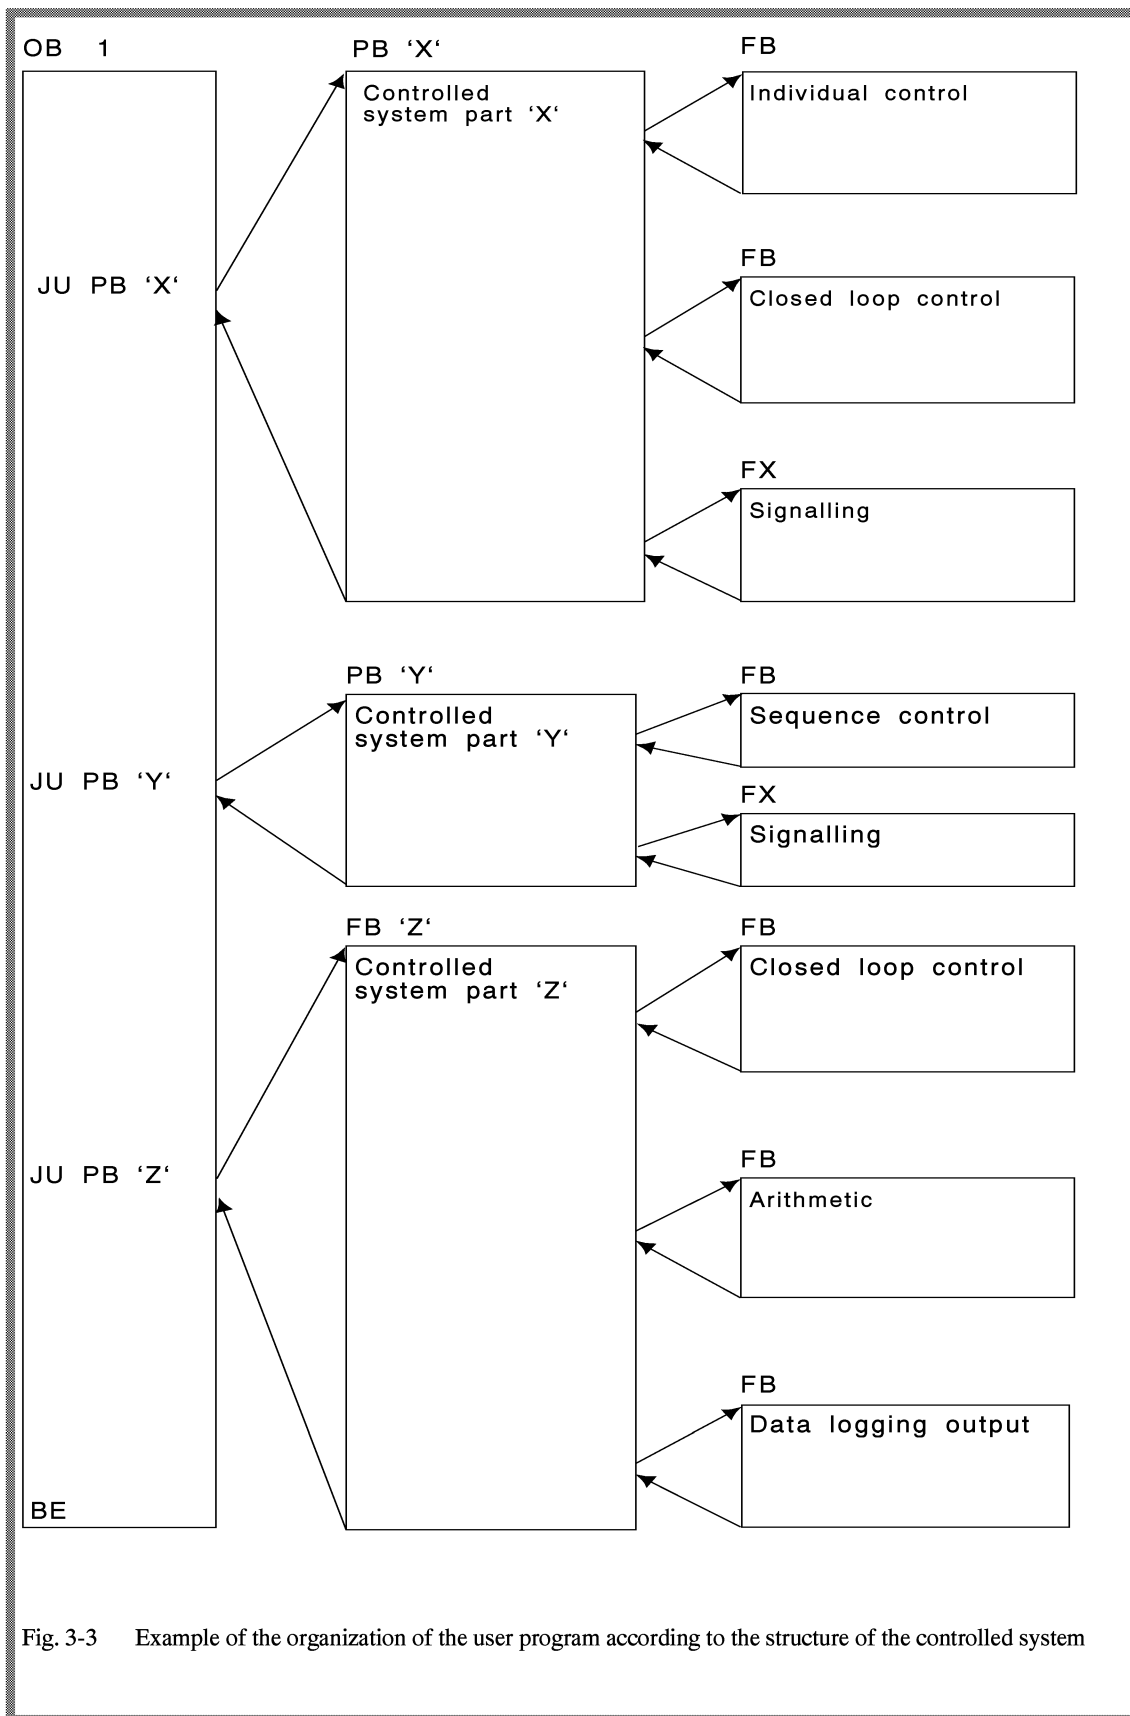 OB 1
PB ‘X‘
FB
Controlled
system part ‘X‘
Individual control
JU PB ‘X‘
FB
Closed loop control
FX
Signalling
PB ‘Y‘
FB
Controlled
system part ‘Y‘
Sequence control
JU PB ‘Y‘
FX
Signalling
FB ‘Z‘
FB
Controlled
system part ‘Z‘
Closed loop control
JU PB ‘Z‘
FB
Arithmetic
FB
Data logging output
BE
Fig. 3-3 Example of the organization of the user program according to the structure of the controlled system